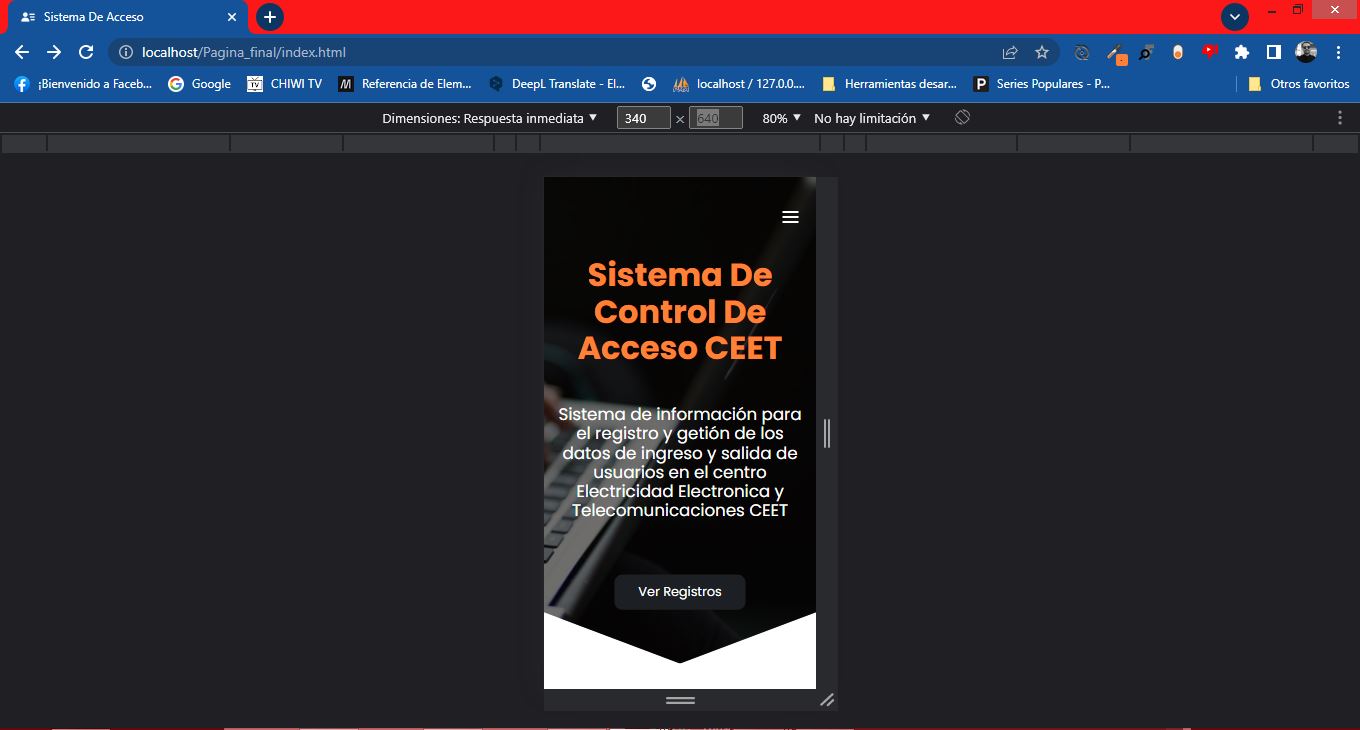 Sistema De Acceso
localhost/Pagina_final/index.html
¡Bienvenido a Faceb... Google CHIWI TV Referencia de Elem... DeepL Translate - El... localhost / 127.0.0.... Herramientas desar... Series Populares - P... Otros favoritos
Dimensiones: Respuesta inmediata 340 × 640 80% No hay limitación
Sistema De
Control De
Acceso CEET
Sistema de información para
el registro y getión de los
datos de ingreso y salida de
usuarios en el centro
Electricidad Electronica y
Telecomunicaciones CEET
Ver Registros